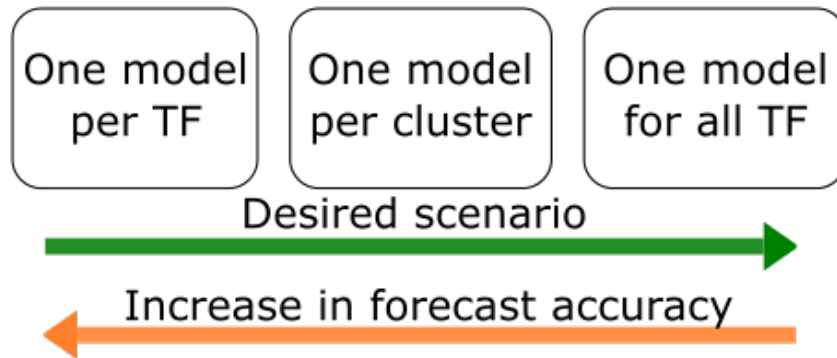 One model
per TF
One model
per cluster
One model
for all TF
Desired scenario
Increase in forecast accuracy